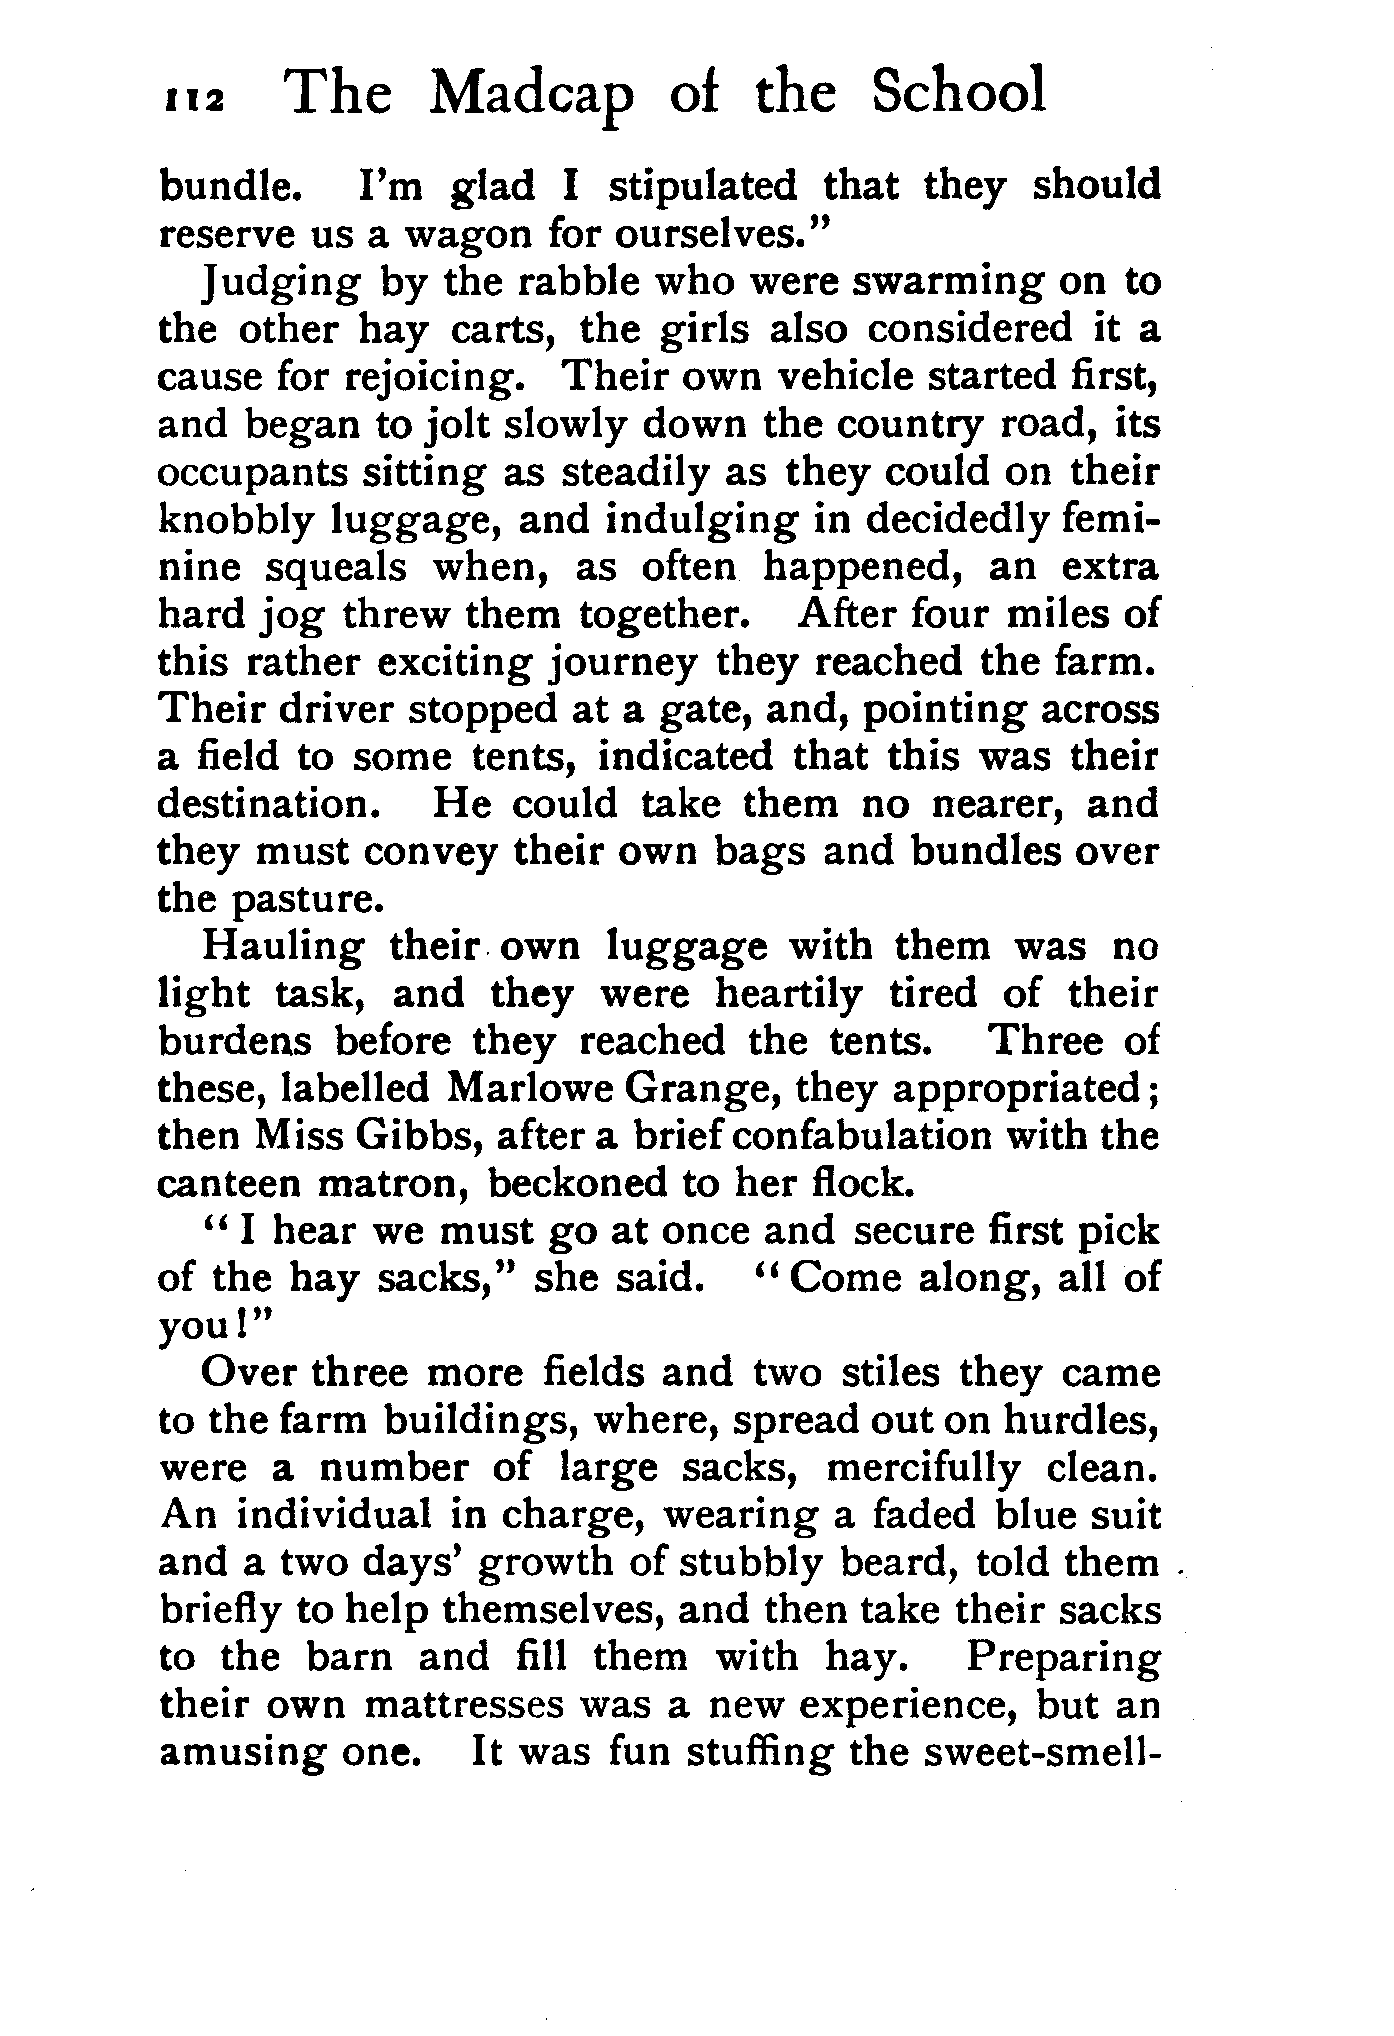 112 The Madcap of the School
bundle. I'm glad I stipulated that they should
reserve us a wagon for ourselves."
Judging by the rabble who were swarming on to
the other hay carts, the girls also considered it a
cause for rejoicing. Their own vehicle started first,
and began to jolt slowly down the country road, its
occupants sitting as steadily as they could on their
knobbly luggage, and indulging in decidedly femi-
nine squeals when, as often happened, an extra
hard jog threw them together. After four miles of
this rather exciting journey they reached the farm.
Their driver stopped at a gate, and, pointing across
a field to some tents, indicated that this was their
destination. He could take them no nearer, and
they must convey their own bags and bundles over
the pasture.
Hauling their own luggage with them was no
light task, and they were heartily tired of their
burdens before they reached the tents. Three of
these, labelled Marlowe Grange, they appropriated;
then Miss Gibbs, after a brief confabulation with the
canteen matron, beckoned to her flock.
"I hear we must go at once and secure first pick
of the hay sacks," she said. "Come along, all of
you!"
Over three more fields and two stiles they came
to the farm buildings, where, spread out on hurdles,
were a number of large sacks, mercifully clean.
An individual in charge, wearing a faded blue suit
and a two days' growth of stubbly beard, told them
briefly to help themselves, and then take their sacks
to the barn and fill them with hay. Preparing
their own mattresses was a new experience, but an
amusing one. It was fun stuffing the sweet-smell-